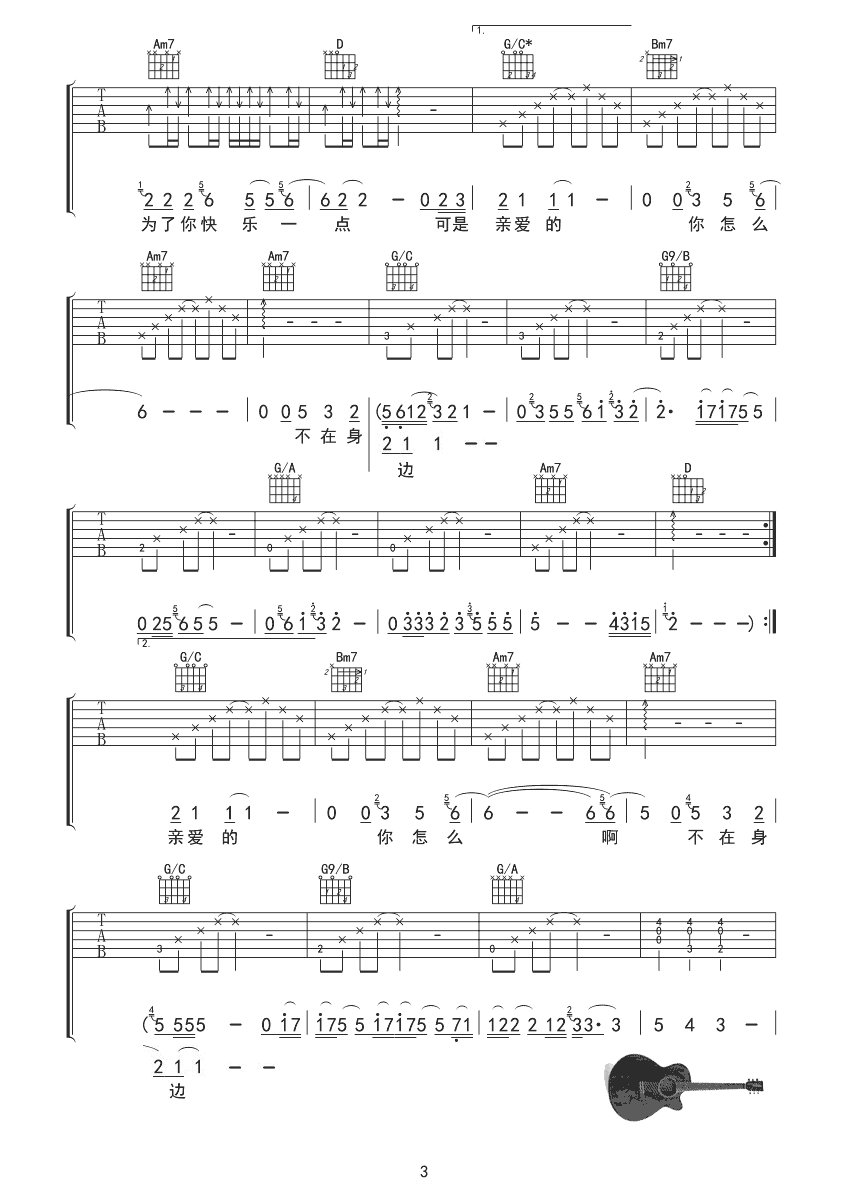 1.
Am7 D G/C* Bm7
T
A
B
2 2 2 6 5 5 6 | 6 2 2 - 0 2 3 | 2 1 1 1 - | 0 0 3 5 6
为了你快 乐 一 点 可是 亲爱的 你怎么
Am7 Am7 G/C G9/B
T
A
B
6 - - - | 0 0 5 3 2 | (5 6 1 2 3 2 1 - | 0 3 5 5 6 1 3 2 | 2· 1 7 1 7 5 5
不在身 2 1 1 - -
边
G/A Am7 D
T
A
B
0 2 5 6 5 5 - | 0 6 1 3 2 - | 0 3 3 3 2 3 5 5 5 | 5 - - 4 3 1 5 | 2 - - - ) :
2.
G/C Bm7 Am7 Am7
T
A
B
2 1 1 1 - | 0 0 3 5 6 | 6 - - 6 6 | 5 0 5 3 2
亲爱的 你怎么 啊 不在身
G/C G9/B G/A
T
A
B
(5 5 5 5 - 0 1 7 | 1 7 5 5 1 7 1 7 5 5 7 1 | 1 2 2 2 1 2 3 3· 3 | 5 4 3 -
2 1 1 - -
边
3